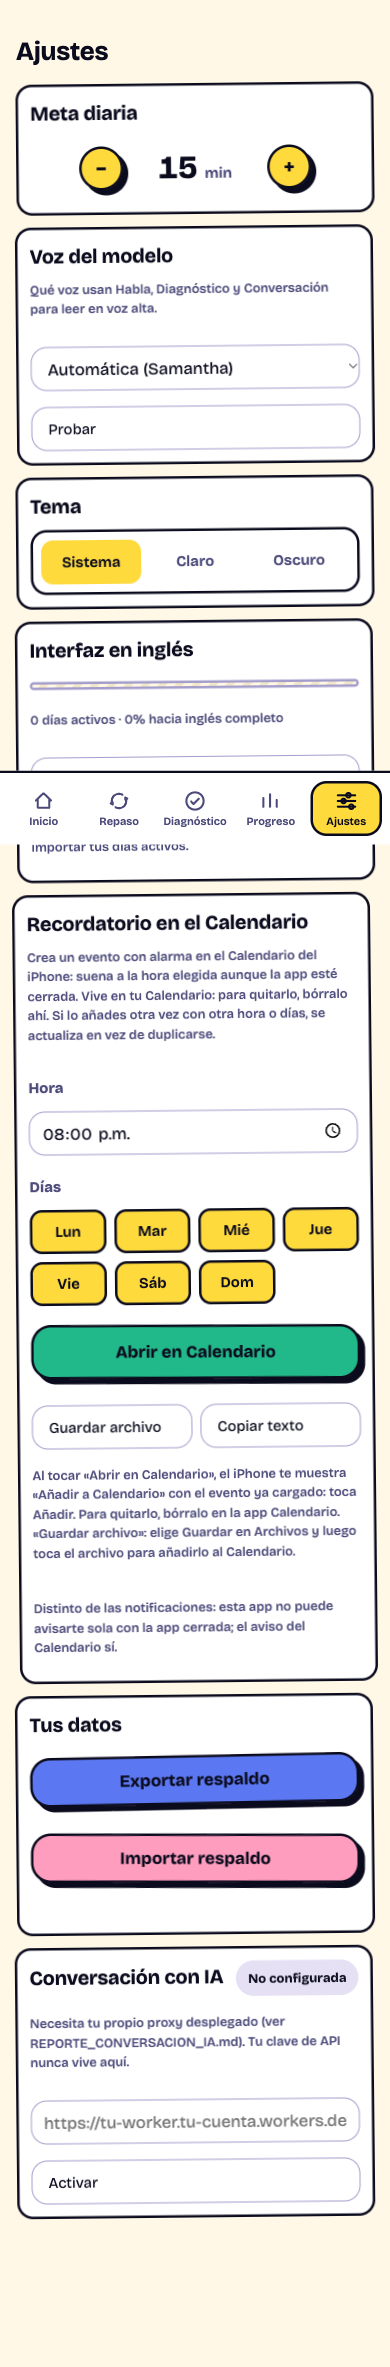 Ajustes
Meta diaria
-
15 min
+
Voz del modelo
Qué voz usan Habla, Diagnóstico y Conversación
para leer en voz alta.
Automática (Samantha)
Probar
Tema
Sistema
Claro
Oscuro
Interfaz en inglés
0 días activos · 0% hacia inglés completo
Inicio
Repaso
Diagnóstico
Progreso
Ajustes
importar tus días activos.
Recordatorio en el Calendario
Crea un evento con alarma en el Calendario del
iPhone: suena a la hora elegida aunque la app esté
cerrada. Vive en tu Calendario: para quitarlo, bórralo
ahí. Si lo añades otra vez con otra hora o días, se
actualiza en vez de duplicarse.
Hora
08:00 p.m.
Días
Lun
Mar
Mié
Jue
Vie
Sáb
Dom
Abrir en Calendario
Guardar archivo
Copiar texto
Al tocar «Abrir en Calendario», el iPhone te muestra
«Añadir a Calendario» con el evento ya cargado: toca
Añadir. Para quitarlo, bórralo en la app Calendario.
«Guardar archivo»: elige Guardar en Archivos y luego
toca el archivo para añadirlo al Calendario.
Distinto de las notificaciones: esta app no puede
avisarte sola con la app cerrada; el aviso del
Calendario sí.
Tus datos
Exportar respaldo
Importar respaldo
Conversación con IA
No configurada
Necesita tu propio proxy desplegado (ver
REPORTE_CONVERSACION_IA.md). Tu clave de API
nunca vive aquí.
https://tu-worker.tu-cuenta.workers.de
Activar